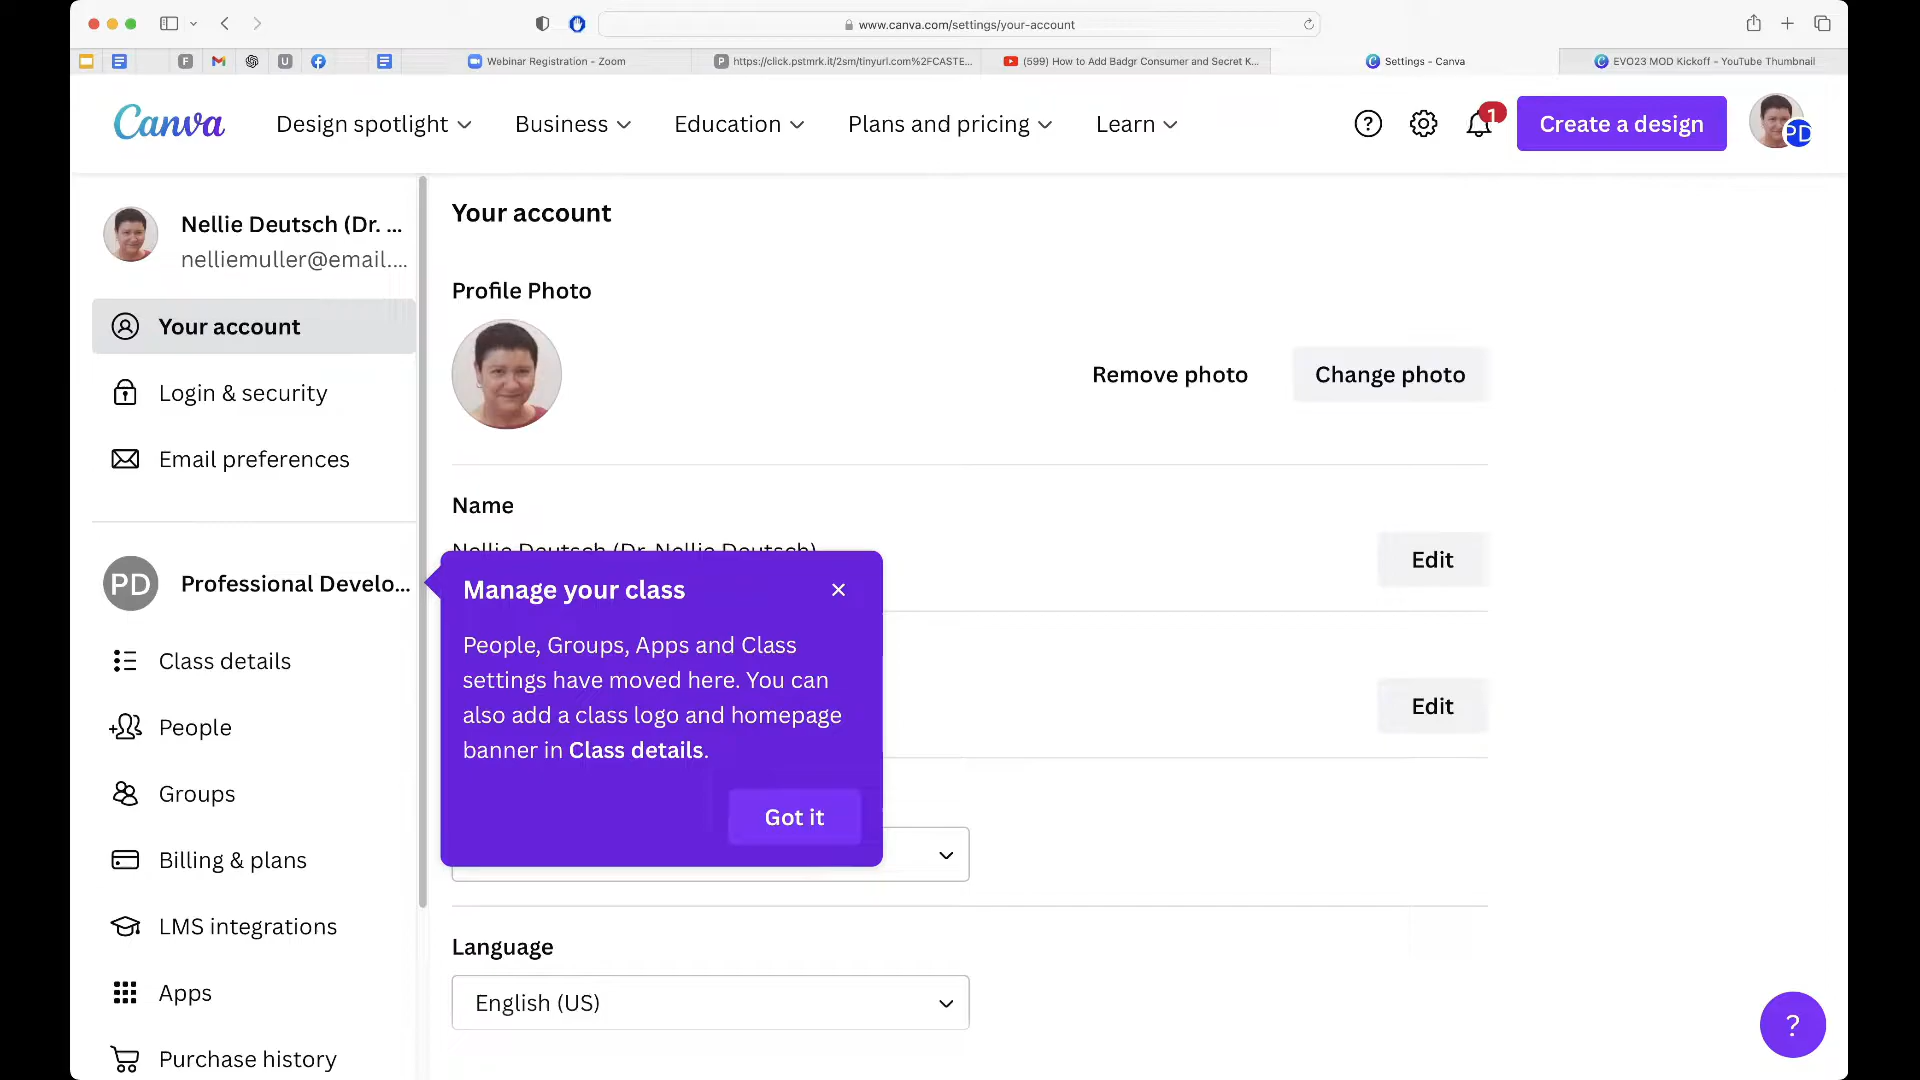 www.canva.com/settings/your-account
Webinar Registration - Zoom
https://click.pstmrk.it/2sm/tinyurl.com%2FCASTE...
(599) How to Add Badgr Consumer and Secret K...
Settings - Canva
EVO23 MOD Kickoff – YouTube Thumbnail
Canva
Design spotlight
Business
Education
Plans and pricing
Learn
1
Create a design
PD
Nellie Deutsch (Dr. ...
nelliemuller@email....
Your account
Login & security
Email preferences
PD
Professional Develo...
Class details
People
Groups
Billing & plans
LMS integrations
Apps
Purchase history
Your account
Profile Photo
Remove photo
Change photo
Name
Nellie Deutsch (Dr. Nellie Deutsch)
Edit
Manage your class
People, Groups, Apps and Class
settings have moved here. You can
also add a class logo and homepage
banner in Class details.
Got it
Edit
Language
English (US)
?